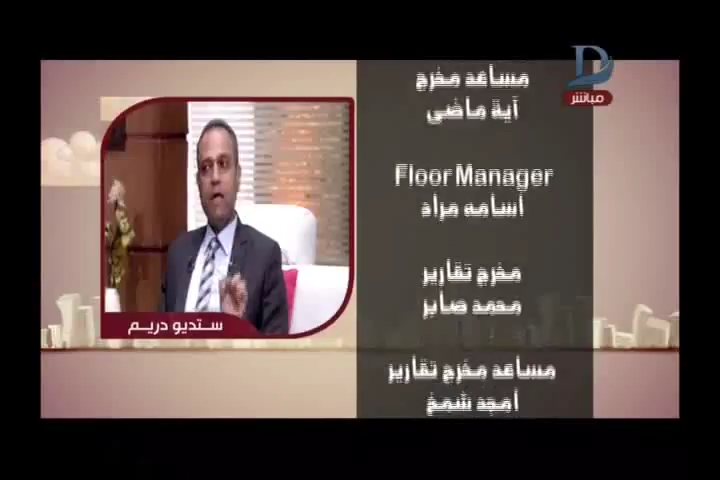 مباشر
مساعد مخرج
آية ماضى
Floor Manager
أسامه مراد
مخرج تقارير
محمد صابر
مساعد مخرج تقارير
أمجد شمخ
ستديو دريم